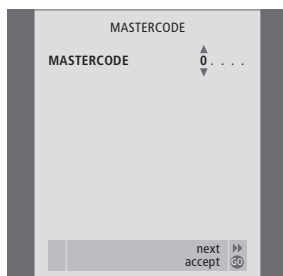 MASTERCODE
MASTERCODE 0 . . . .
next
accept GO